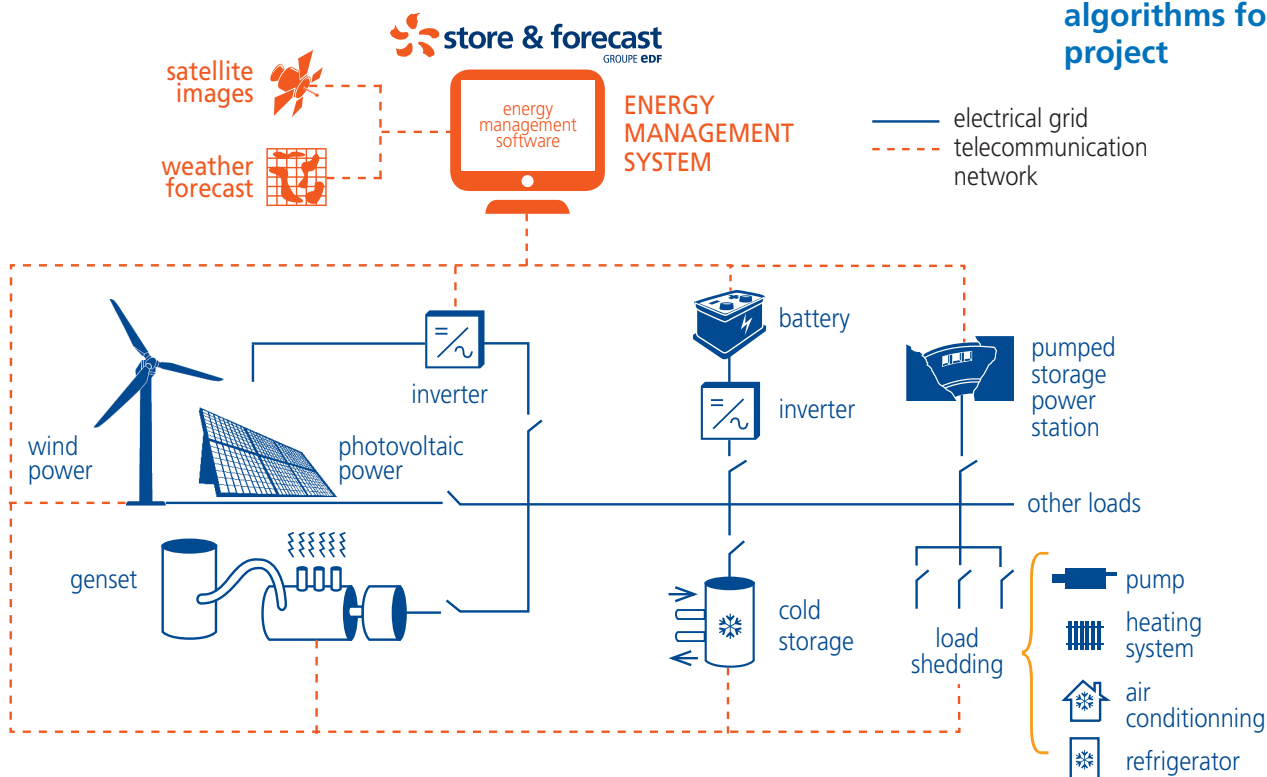 algorithms fo
project
store & forecast
GROUPE EDF
satellite
images
weather
forecast
energy
management
software
ENERGY
MANAGEMENT
SYSTEM
electrical grid
telecommunication
network
inverter
battery
inverter
pumped
storage
power
station
wind
power
photovoltaic
power
other loads
genset
cold
storage
load
shedding
pump
heating
system
air
conditionning
refrigerator